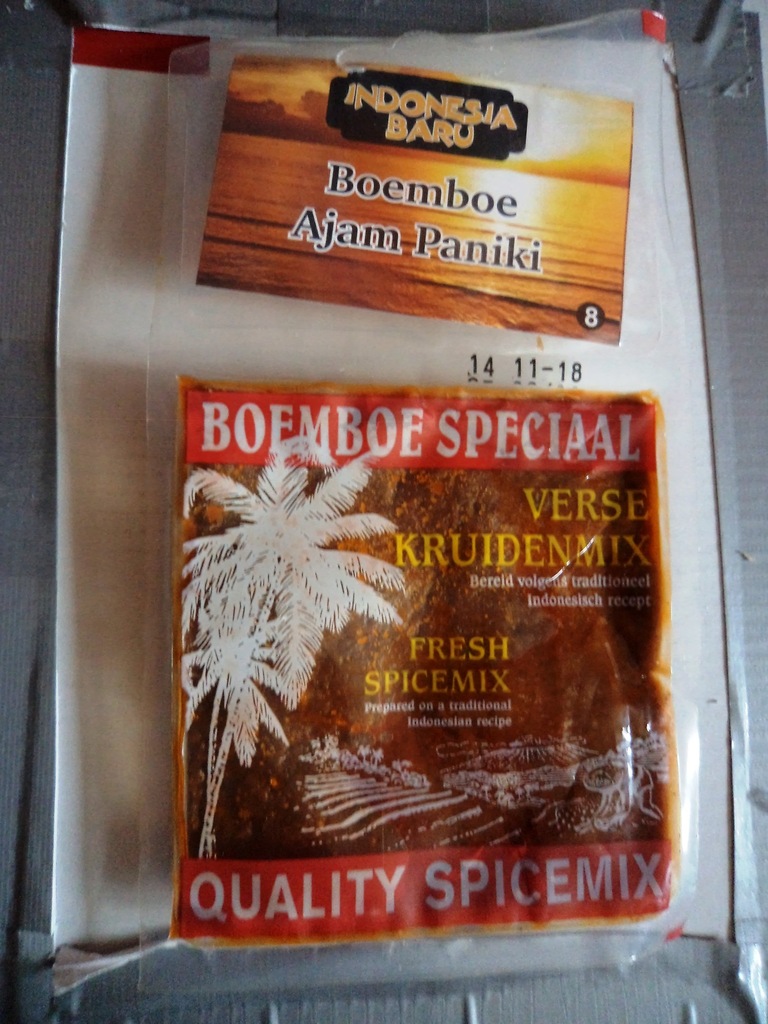 INDONESIA
BARU
Boemboe
Ajam Paniki
8
14 11-18
BOEMBOE SPECIAAL
VERSE
KRUIDENMIX
Bereid volgens traditioneel
Indonesisch recept
FRESH
SPICEMIX
Prepared on a traditional
Indonesian recipe
QUALITY SPICEMIX